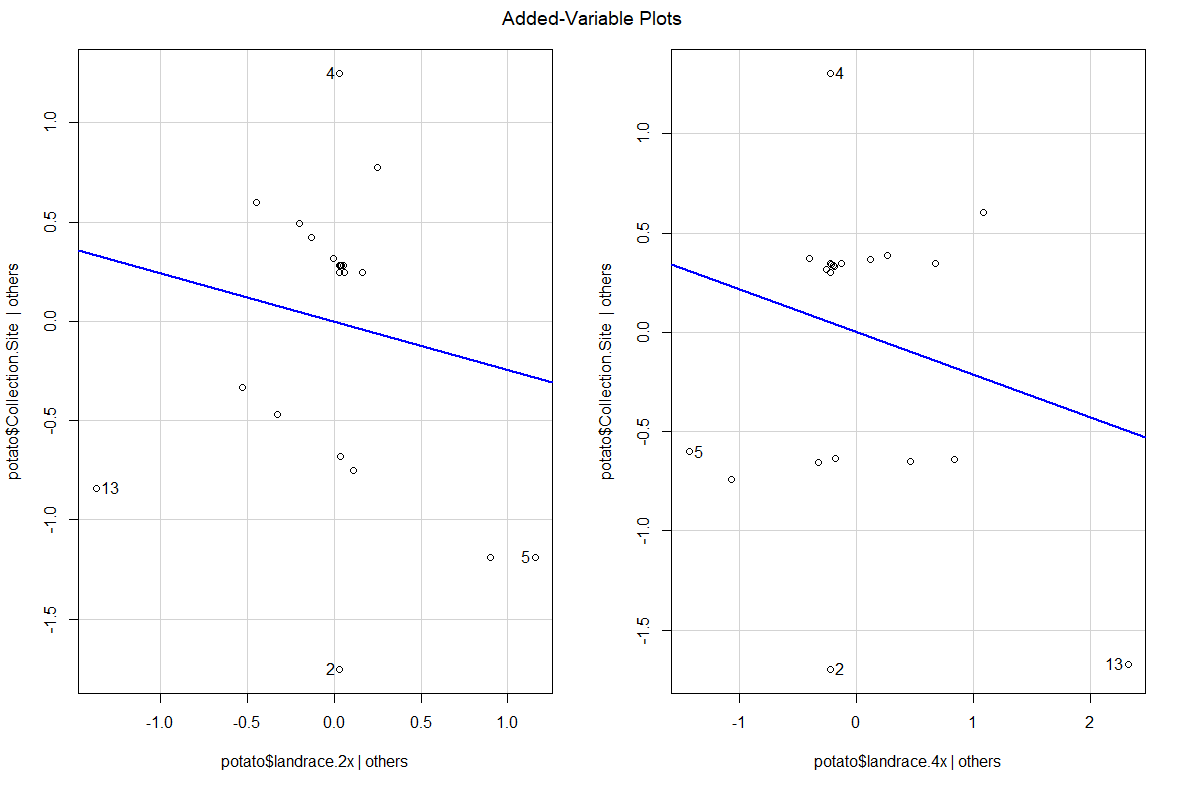 Added-Variable Plots
potato$Collection.Site | others
1.0
0.5
0.0
-0.5
-1.0
-1.5
4
13
5
2
-1.0 -0.5 0.0 0.5 1.0
potato$landrace.2x | others
potato$Collection.Site | others
1.0
0.5
0.0
-0.5
-1.0
-1.5
4
5
13
2
-1 0 1 2
potato$landrace.4x | others